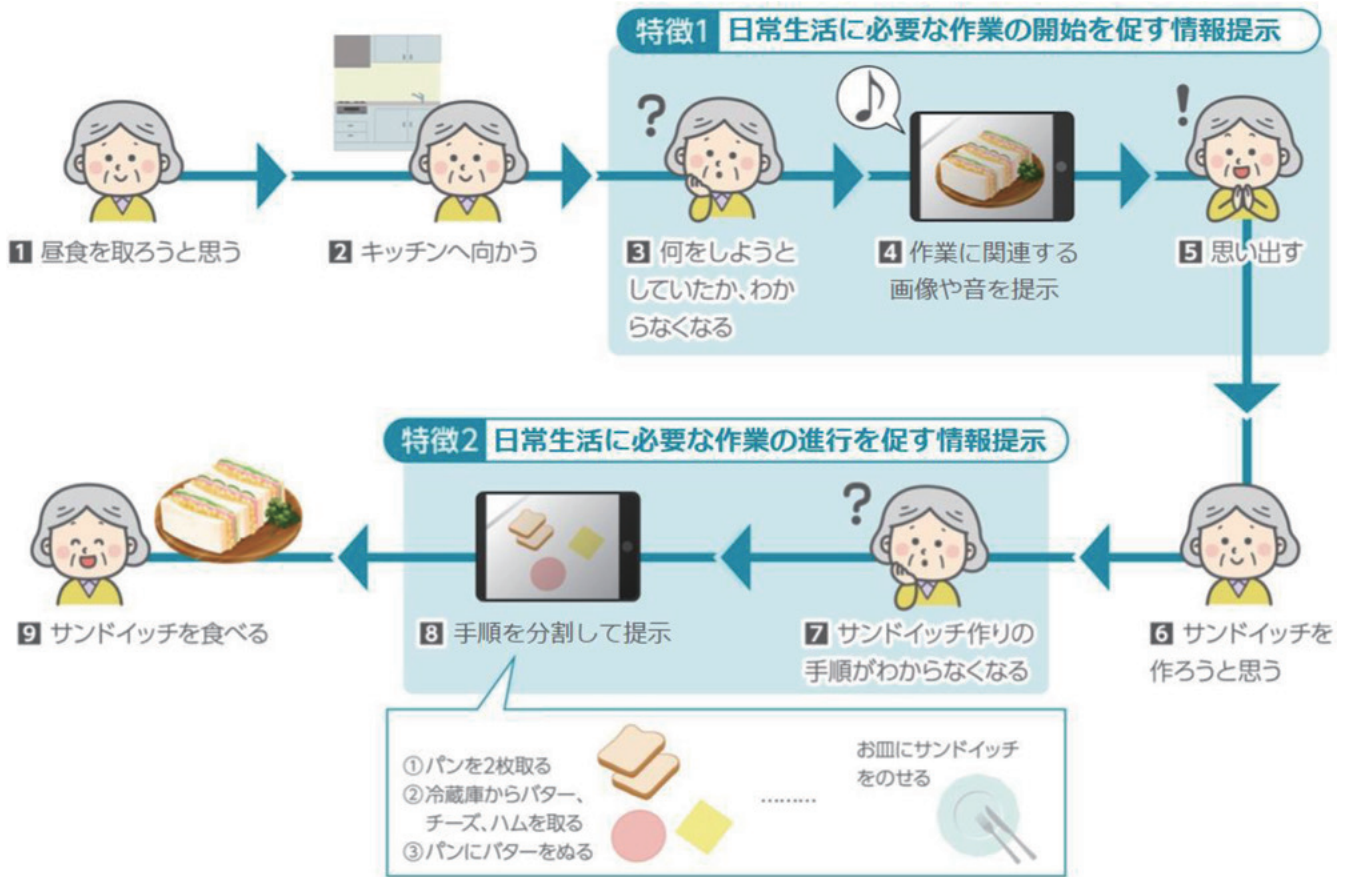 特徴1 日常生活に必要な作業の開始を促す情報提示
?
!
1 昼食を取ろうと思う
2 キッチンへ向かう
3 何をしようと
していたか、わか
らなくなる
4 作業に関連する
画像や音を提示
5 思い出す
特徴2 日常生活に必要な作業の進行を促す情報提示
?
6 サンドイッチを
作ろうと思う
7 サンドイッチ作りの
手順がわからなくなる
8 手順を分割して提示
9 サンドイッチを食べる
①パンを2枚取る
②冷蔵庫からバター、
チーズ、ハムを取る
③パンにバターをぬる
………
お皿にサンドイッチ
をのせる